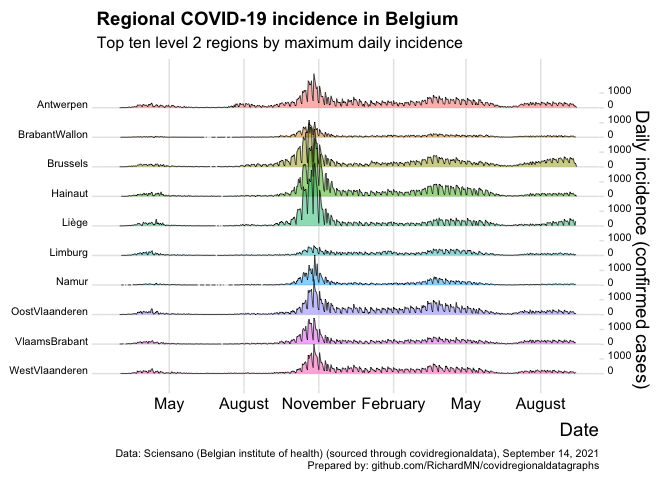 Regional COVID-19 incidence in Belgium
Top ten level 2 regions by maximum daily incidence
Antwerpen
BrabantWallon
Brussels
Hainaut
Liège
Limburg
Namur
OostVlaanderen
VlaamsBrabant
WestVlaanderen
1000
0
1000
0
1000
0
1000
0
1000
0
1000
0
1000
0
1000
0
1000
0
1000
0
Daily incidence (confirmed cases)
May August November February May August
Date
Data: Sciensano (Belgian institute of health) (sourced through covidregionaldata), September 14, 2021
Prepared by: github.com/RichardMN/covidregionaldatagraphs